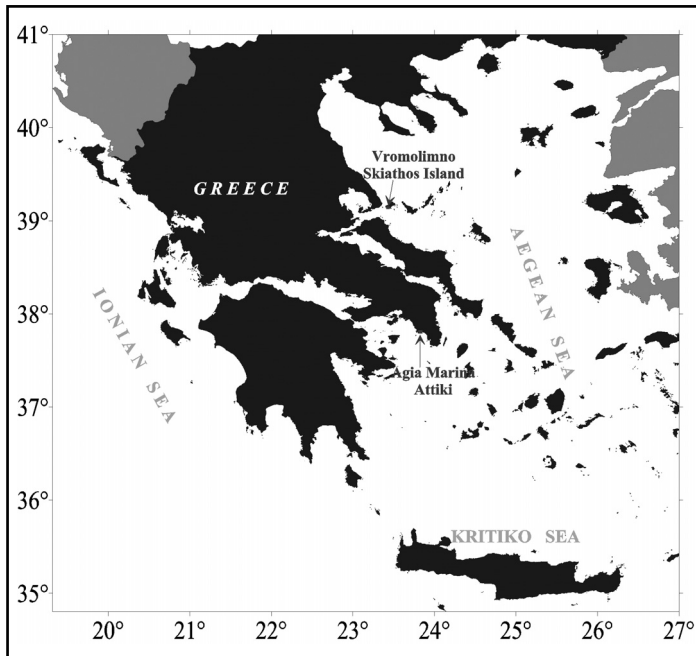 41°
40°
Vromolimno
Skiathos Island
GREECE
39°
AEGEAN SEA
38°
IONIAN SEA
Agia Marina
Attiki
37°
36°
KRITIKO SEA
35°
20° 21° 22° 23° 24° 25° 26° 27°